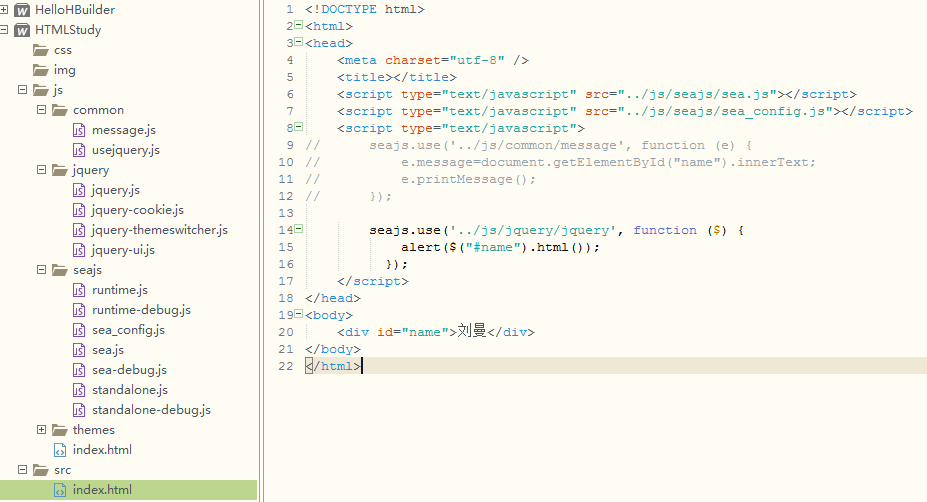 HelloHBuilder
HTMLStudy
css
img
js
common
message.js
usejquery.js
jquery
jquery.js
jquery-cookie.js
jquery-themeswitcher.js
jquery-ui.js
seajs
runtime.js
runtime-debug.js
sea_config.js
sea.js
sea-debug.js
standalone.js
standalone-debug.js
themes
index.html
src
index.html
1 <!DOCTYPE html>
2 <html>
3 <head>
4     <meta charset="utf-8" />
5     <title></title>
6     <script type="text/javascript" src="../js/seajs/sea.js"></script>
7     <script type="text/javascript" src="../js/seajs/sea_config.js"></script>
8     <script type="text/javascript">
9 //      seajs.use('../js/common/message', function (e) {
10 //          e.message=document.getElementById("name").innerText;
11 //          e.printMessage();
12 //      });
13
14         seajs.use('../js/jquery/jquery', function ($) {
15             alert($("#name").html());
16           });
17     </script>
18 </head>
19 <body>
20     <div id="name">刘曼</div>
21 </body>
22 </html>